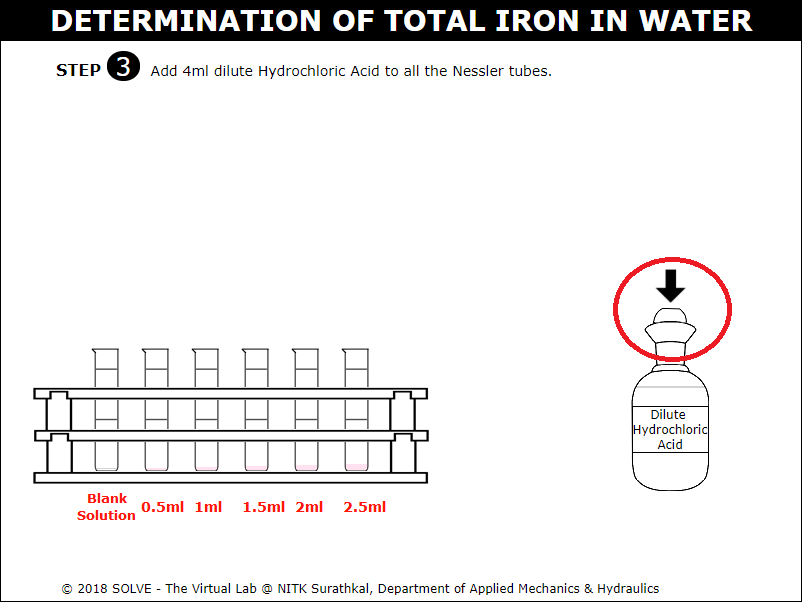 DETERMINATION OF TOTAL IRON IN WATER
STEP 3 Add 4ml dilute Hydrochloric Acid to all the Nessler tubes.
Dilute
Hydrochloric
Acid
Blank
Solution 0.5ml 1ml 1.5ml 2ml 2.5ml
© 2018 SOLVE - The Virtual Lab @ NITK Surathkal, Department of Applied Mechanics & Hydraulics